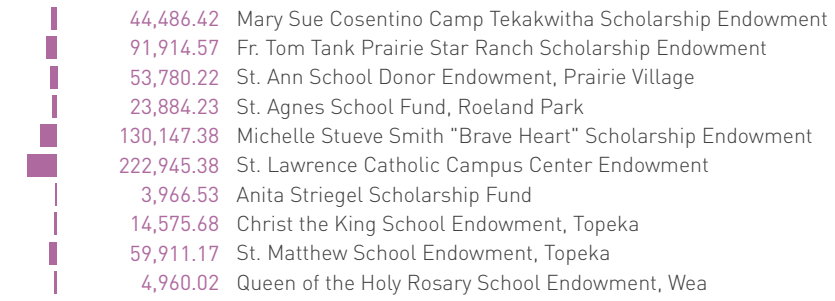 44,486.42 Mary Sue Cosentino Camp Tekakwitha Scholarship Endowment
91,914.57 Fr. Tom Tank Prairie Star Ranch Scholarship Endowment
53,780.22 St. Ann School Donor Endowment, Prairie Village
23,884.23 St. Agnes School Fund, Roeland Park
130,147.38 Michelle Stueve Smith "Brave Heart" Scholarship Endowment
222,945.38 St. Lawrence Catholic Campus Center Endowment
3,966.53 Anita Striegel Scholarship Fund
14,575.68 Christ the King School Endowment, Topeka
59,911.17 St. Matthew School Endowment, Topeka
4,960.02 Queen of the Holy Rosary School Endowment, Wea